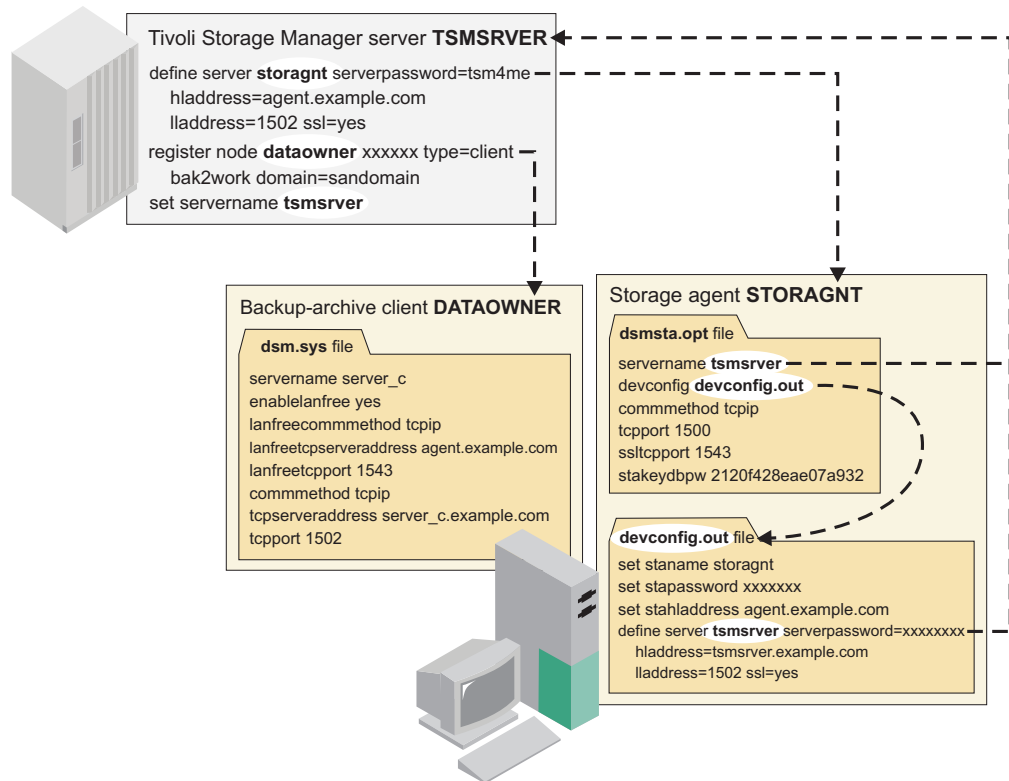 Tivoli Storage Manager server TSMSRVER
define server storagnt serverpassword=tsm4me
hladdress=agent.example.com
lladdress=1502 ssl=yes
register node dataowner xxxxxx type=client
bak2work domain=sandomain
set servername tsmsrver
Backup-archive client DATAOWNER
dsm.sys file
servername server_c
enablelanfree yes
lanfreecommmethod tcpip
lanfreetcpserveraddress agent.example.com
lanfreetcpport 1543
commmethod tcpip
tcpserveraddress server_c.example.com
tcpport 1502
Storage agent STORAGNT
dsmsta.opt file
servername tsmsrver
devconfig devconfig.out
commmethod tcpip
tcpport 1500
ssltcpport 1543
stakeydbpw 2120f428eae07a932
devconfig.out file
set staname storagnt
set stapassword xxxxxxx
set stahladdress agent.example.com
define server tsmsrver serverpassword=xxxxxxxx
hladdress=tsmsrver.example.com
lladdress=1502 ssl=yes